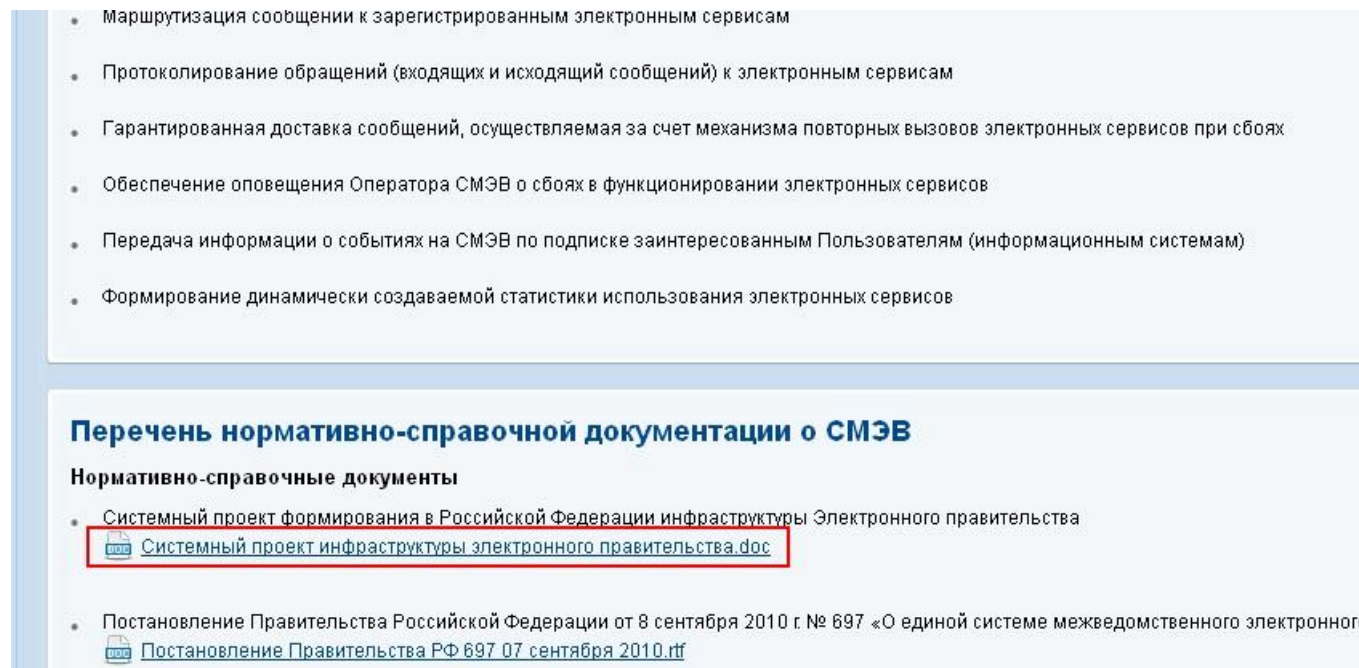 Маршрутизация сообщений к зарегистрированным электронным сервисам
Протоколирование обращений (входящих и исходящий сообщений) к электронным сервисам
Гарантированная доставка сообщений, осуществляемая за счет механизма повторных вызовов электронных сервисов при сбоях
Обеспечение оповещения Оператора СМЭВ о сбоях в функционировании электронных сервисов
Передача информации о событиях на СМЭВ по подписке заинтересованным Пользователям (информационным системам)
Формирование динамически создаваемой статистики использования электронных сервисов
Перечень нормативно-справочной документации о СМЭВ
Нормативно-справочные документы
Системный проект формирования в Российской Федерации инфраструктуры Электронного правительства
DOC Системный проект инфраструктуры электронного правительства.doc
Постановление Правительства Российской Федерации от 8 сентября 2010 г. № 697 «О единой системе межведомственного электронног
DOC Постановление Правительства РФ 697 07 сентября 2010.rtf